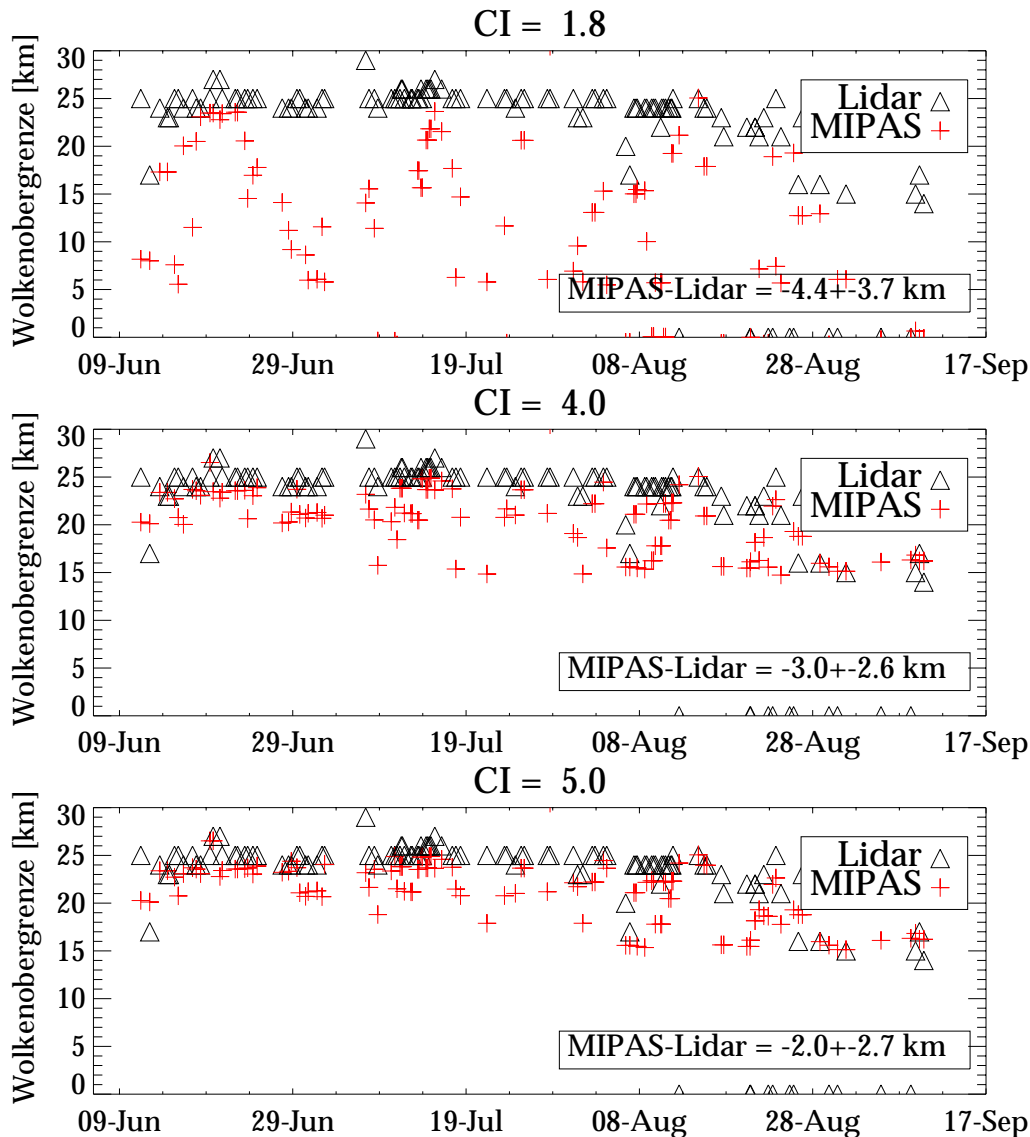 CI = 1.8
Wolkenobergrenze [km]
30
25
20
15
10
5
0
Lidar
MIPAS
MIPAS-Lidar = -4.4+-3.7 km
09-Jun 29-Jun 19-Jul 08-Aug 28-Aug 17-Sep
CI = 4.0
Wolkenobergrenze [km]
30
25
20
15
10
5
0
Lidar
MIPAS
MIPAS-Lidar = -3.0+-2.6 km
09-Jun 29-Jun 19-Jul 08-Aug 28-Aug 17-Sep
CI = 5.0
Wolkenobergrenze [km]
30
25
20
15
10
5
0
Lidar
MIPAS
MIPAS-Lidar = -2.0+-2.7 km
09-Jun 29-Jun 19-Jul 08-Aug 28-Aug 17-Sep